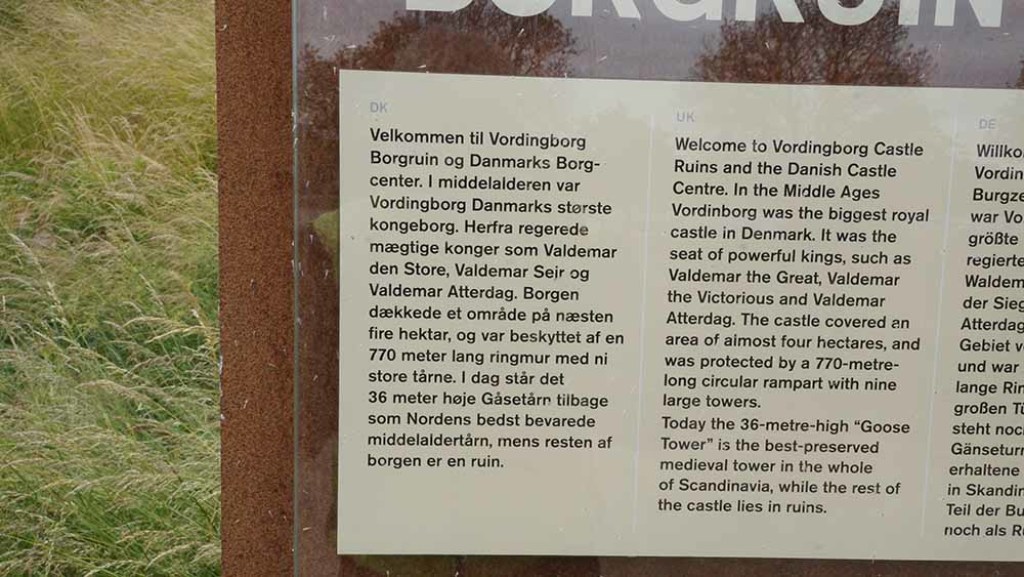 BORGRUIN
DK
Velkommen til Vordingborg
Borgruin og Danmarks Borg-
center. I middelalderen var
Vordingborg Danmarks største
kongeborg. Herfra regerede
mægtige konger som Valdemar
den Store, Valdemar Sejr og
Valdemar Atterdag. Borgen
dækkede et område på næsten
fire hektar, og var beskyttet af en
770 meter lang ringmur med ni
store tårne. I dag står det
36 meter høje Gåsetårn tilbage
som Nordens bedst bevarede
middelaldertårn, mens resten af
borgen er en ruin.
UK
Welcome to Vordingborg Castle
Ruins and the Danish Castle
Centre. In the Middle Ages
Vordinborg was the biggest royal
castle in Denmark. It was the
seat of powerful kings, such as
Valdemar the Great, Valdemar
the Victorious and Valdemar
Atterdag. The castle covered an
area of almost four hectares, and
was protected by a 770-metre-
long circular rampart with nine
large towers.
Today the 36-metre-high “Goose
Tower” is the best-preserved
medieval tower in the whole
of Scandinavia, while the rest of
the castle lies in ruins.
DE
Willko
Vordin
Burgze
war Vo
größte
regierte
Waldem
der Sieg
Atterdag
Gebiet v
und war
lange Rin
großen Tü
steht noch
Gänseturn
erhaltene
in Skandin
Teil der Bu
noch als Ru